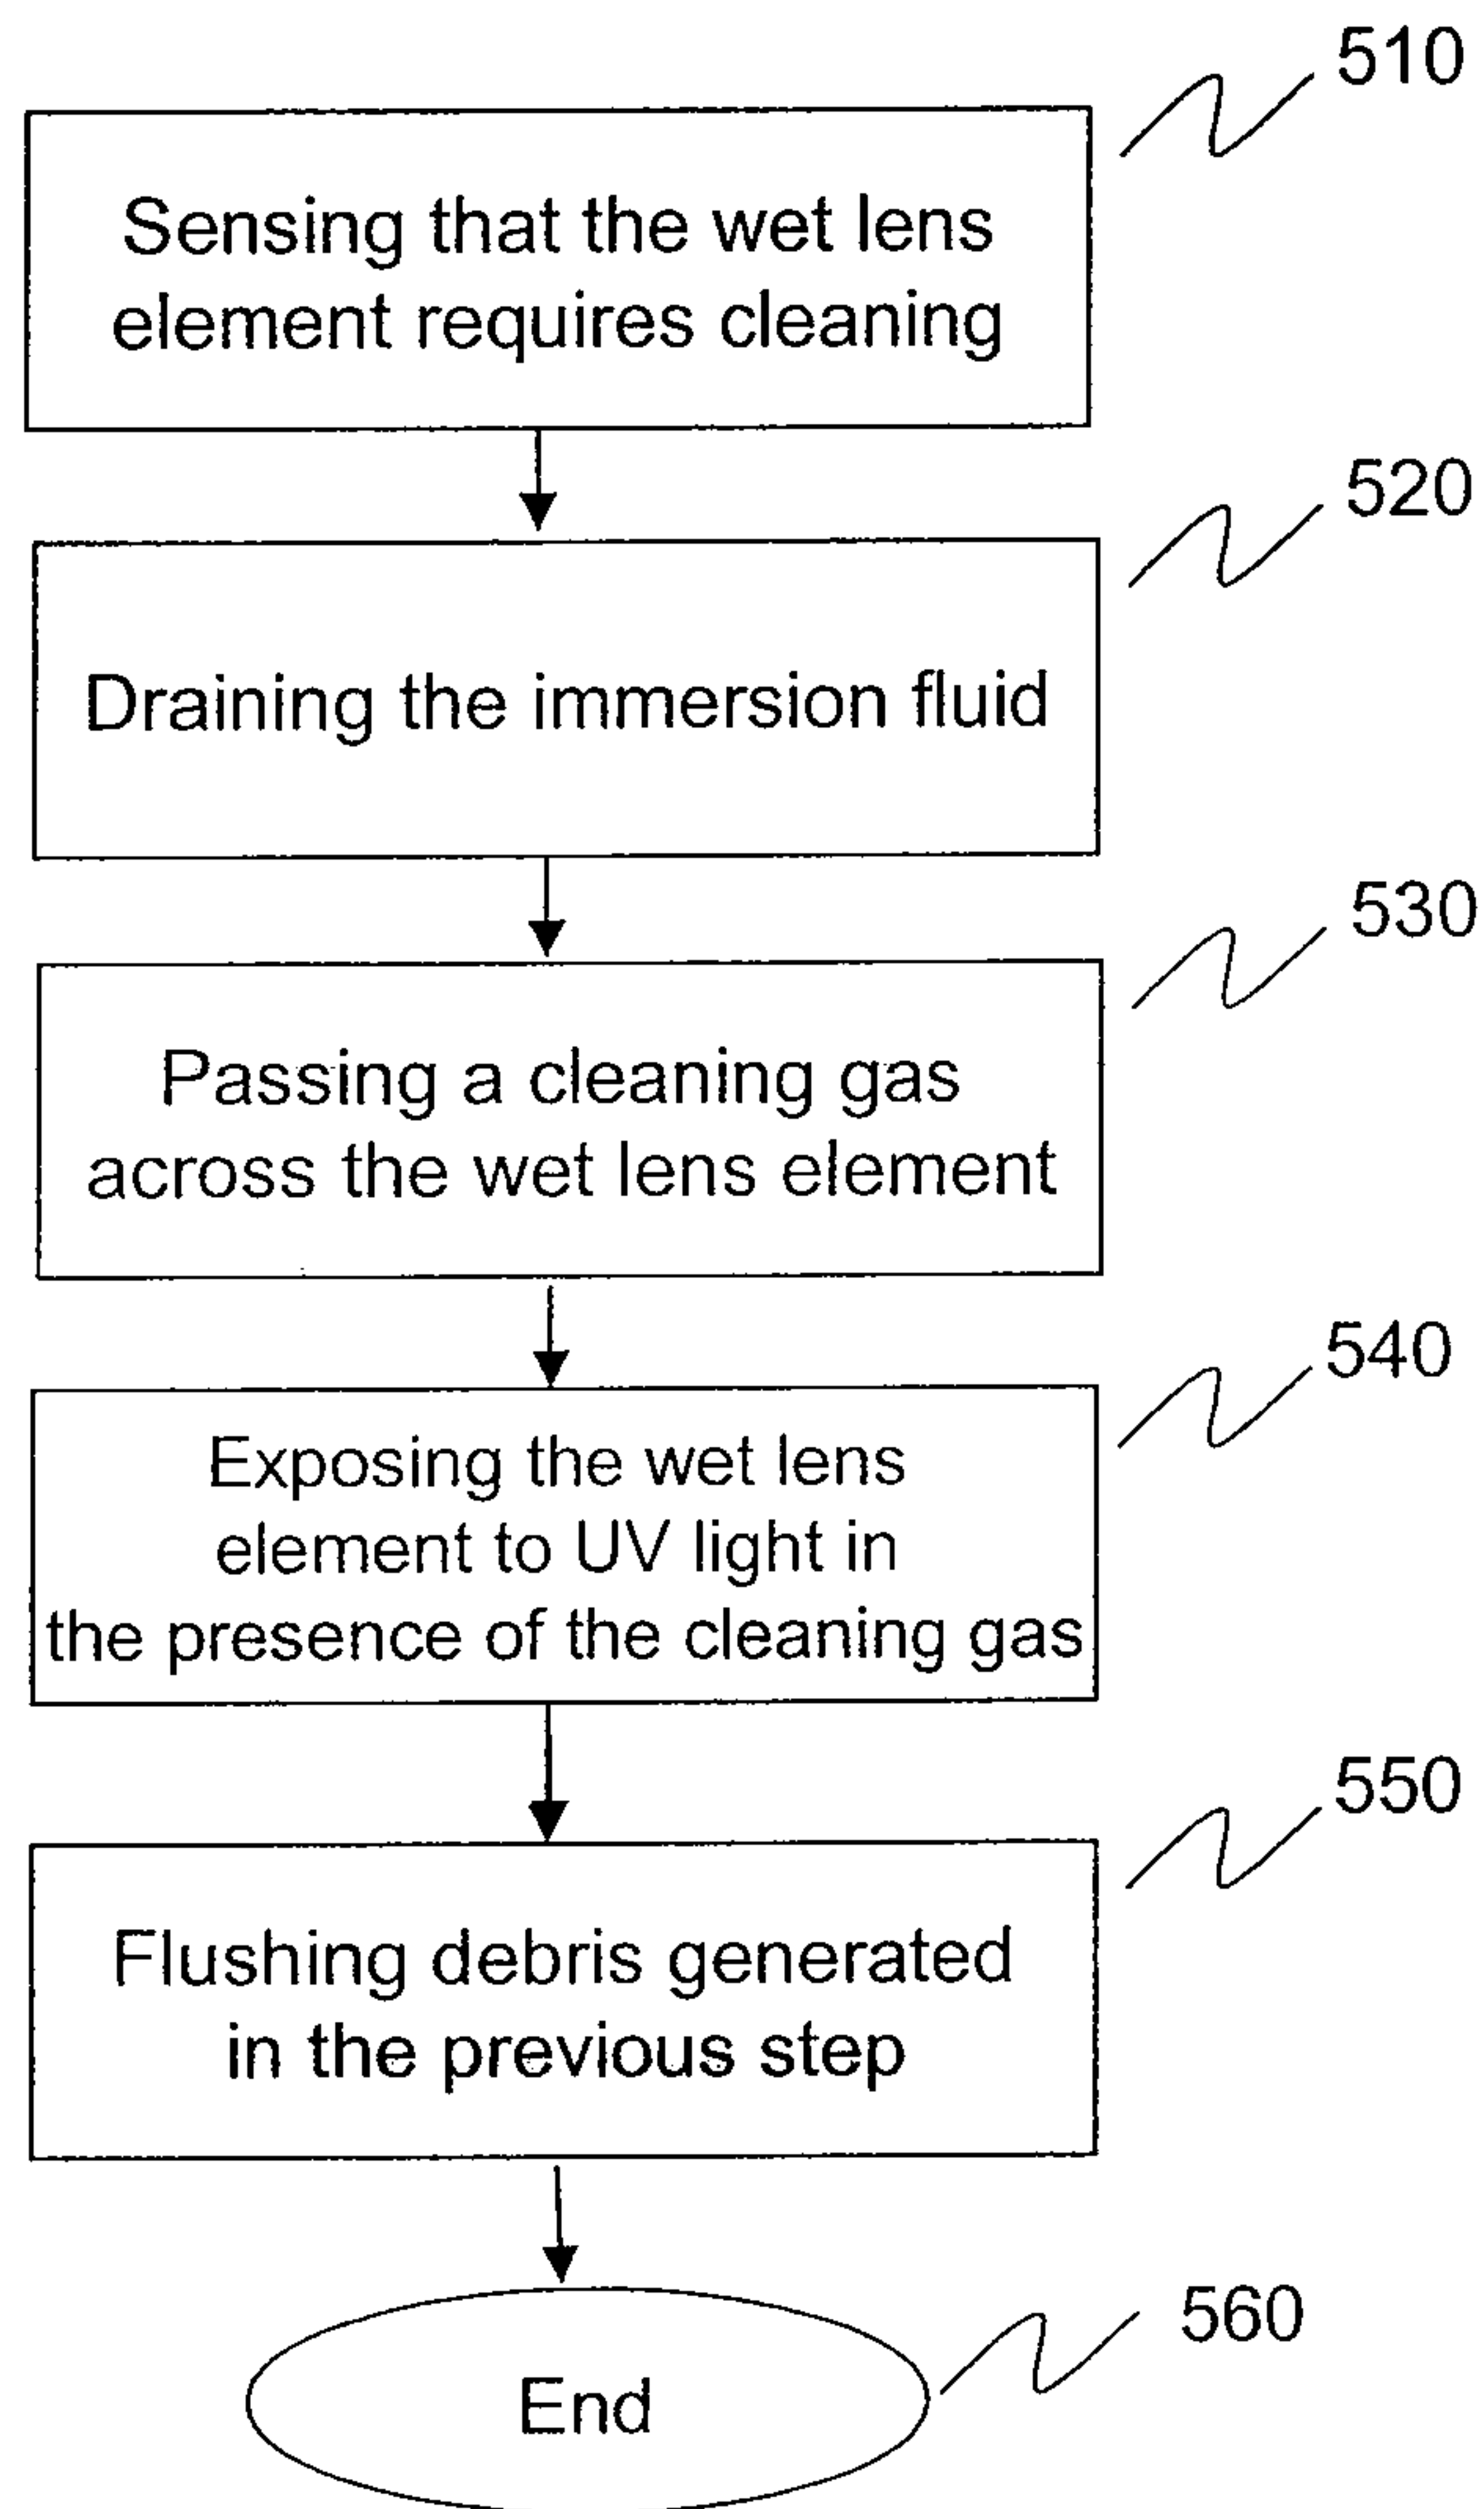 510
Sensing that the wet lens
element requires cleaning
520
Draining the immersion fluid
530
Passing a cleaning gas
across the wet lens element
540
Exposing the wet lens
element to UV light in
the presence of the cleaning gas
550
Flushing debris generated
in the previous step
560
End